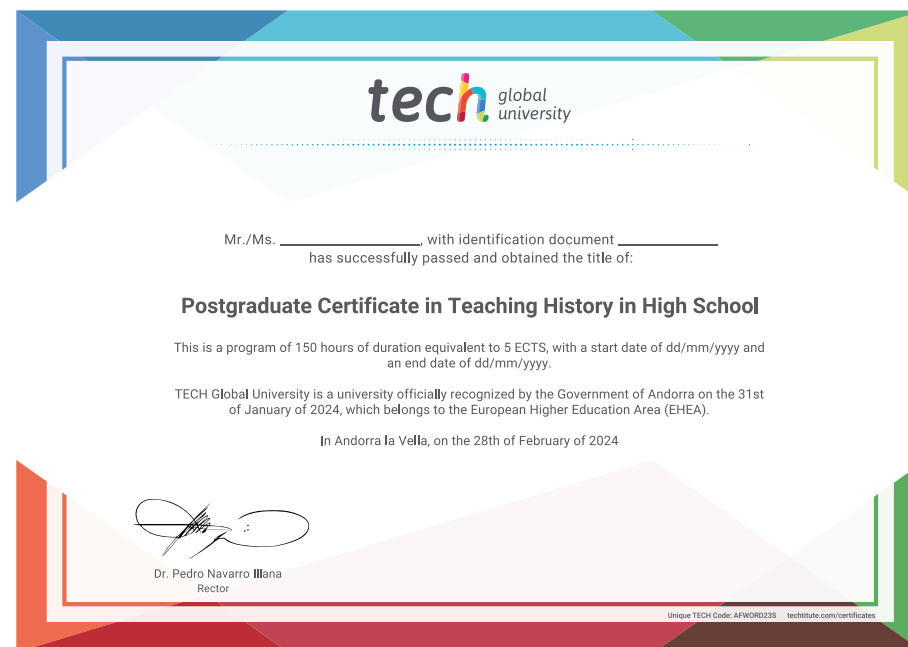 tech global
university
Mr./Ms. ____________________, with identification document ______________
has successfully passed and obtained the title of:
Postgraduate Certificate in Teaching History in High School
This is a program of 150 hours of duration equivalent to 5 ECTS, with a start date of dd/mm/yyyy and
an end date of dd/mm/yyyy.
TECH Global University is a university officially recognized by the Government of Andorra on the 31st
of January of 2024, which belongs to the European Higher Education Area (EHEA).
In Andorra la Vella, on the 28th of February of 2024
Dr. Pedro Navarro Illana
Rector
Unique TECH Code: AFWORD23S techtitute.com/certificates